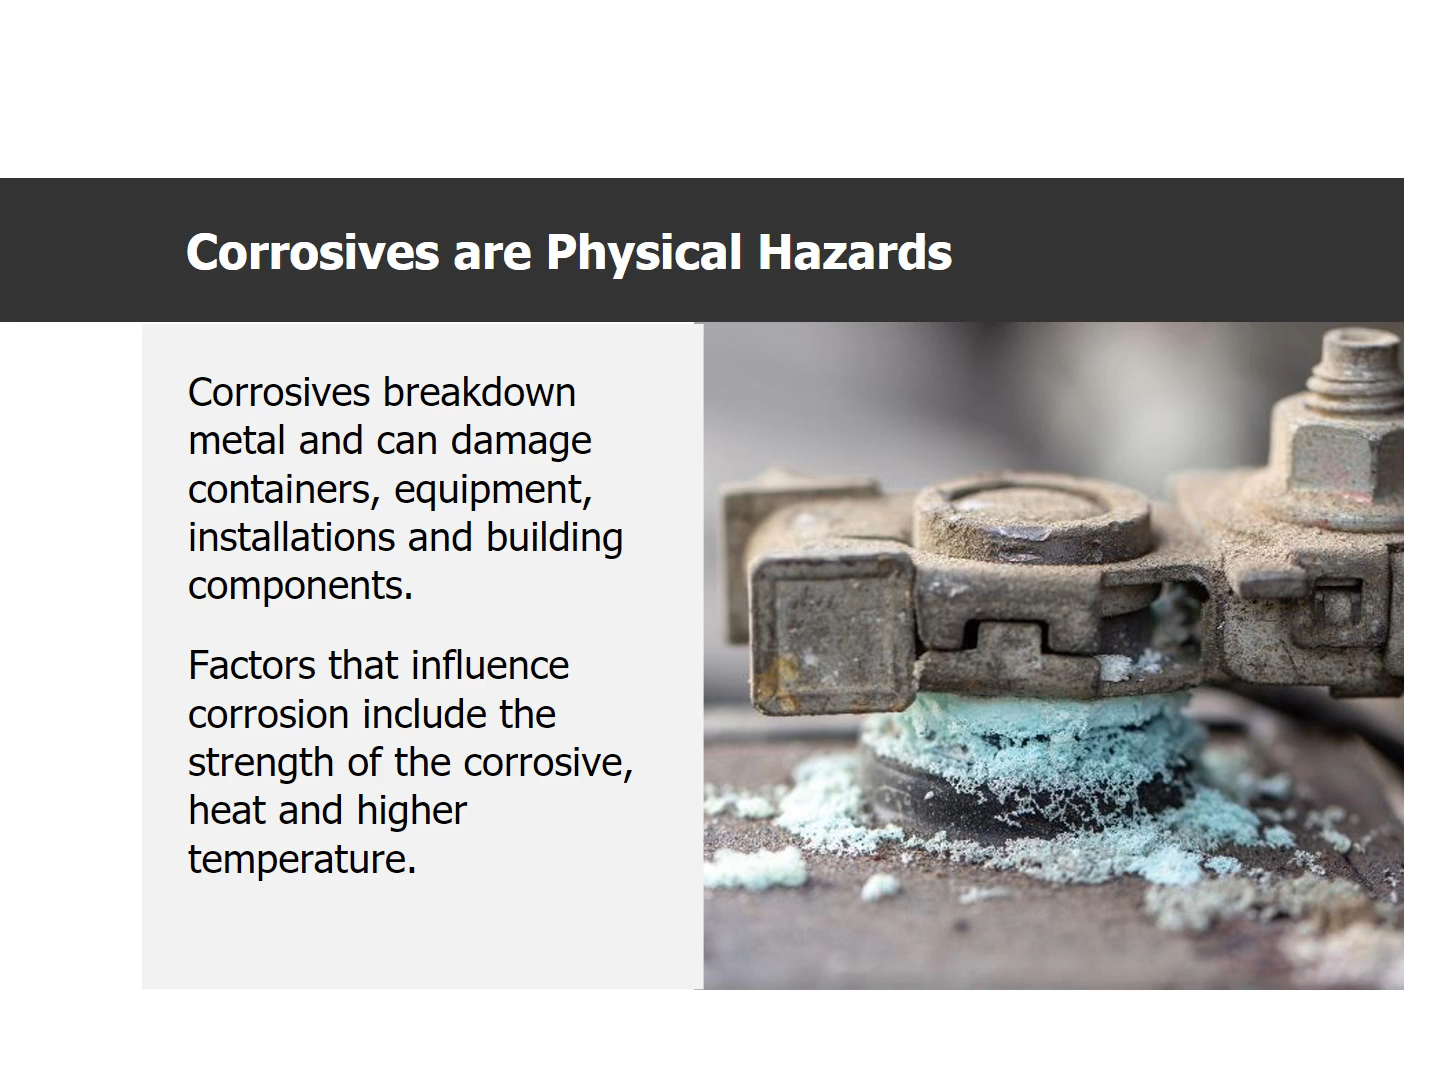 Corrosives are Physical Hazards
Corrosives breakdown
metal and can damage
containers, equipment,
installations and building
components.
Factors that influence
corrosion include the
strength of the corrosive,
heat and higher
temperature.